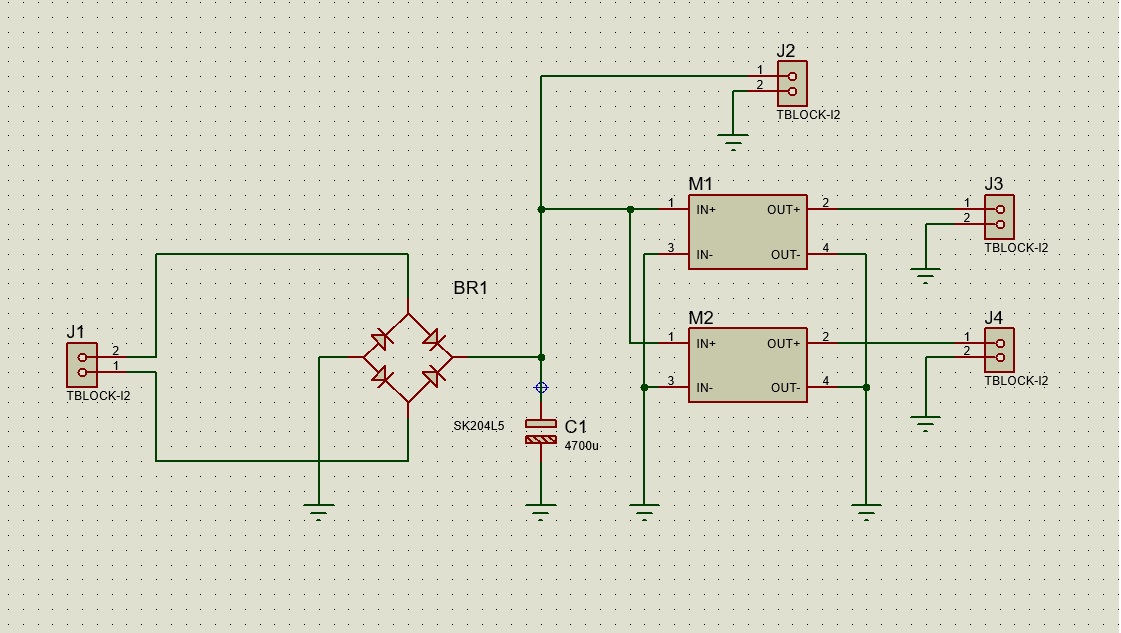 J2
1
2
TBLOCK-I2
M1
1 IN+ OUT+ 2
3 IN- OUT- 4
J3
1
2
TBLOCK-I2
BR1
J1
2
1
TBLOCK-I2
M2
1 IN+ OUT+ 2
3 IN- OUT- 4
J4
1
2
TBLOCK-I2
SK204L5
C1
4700u